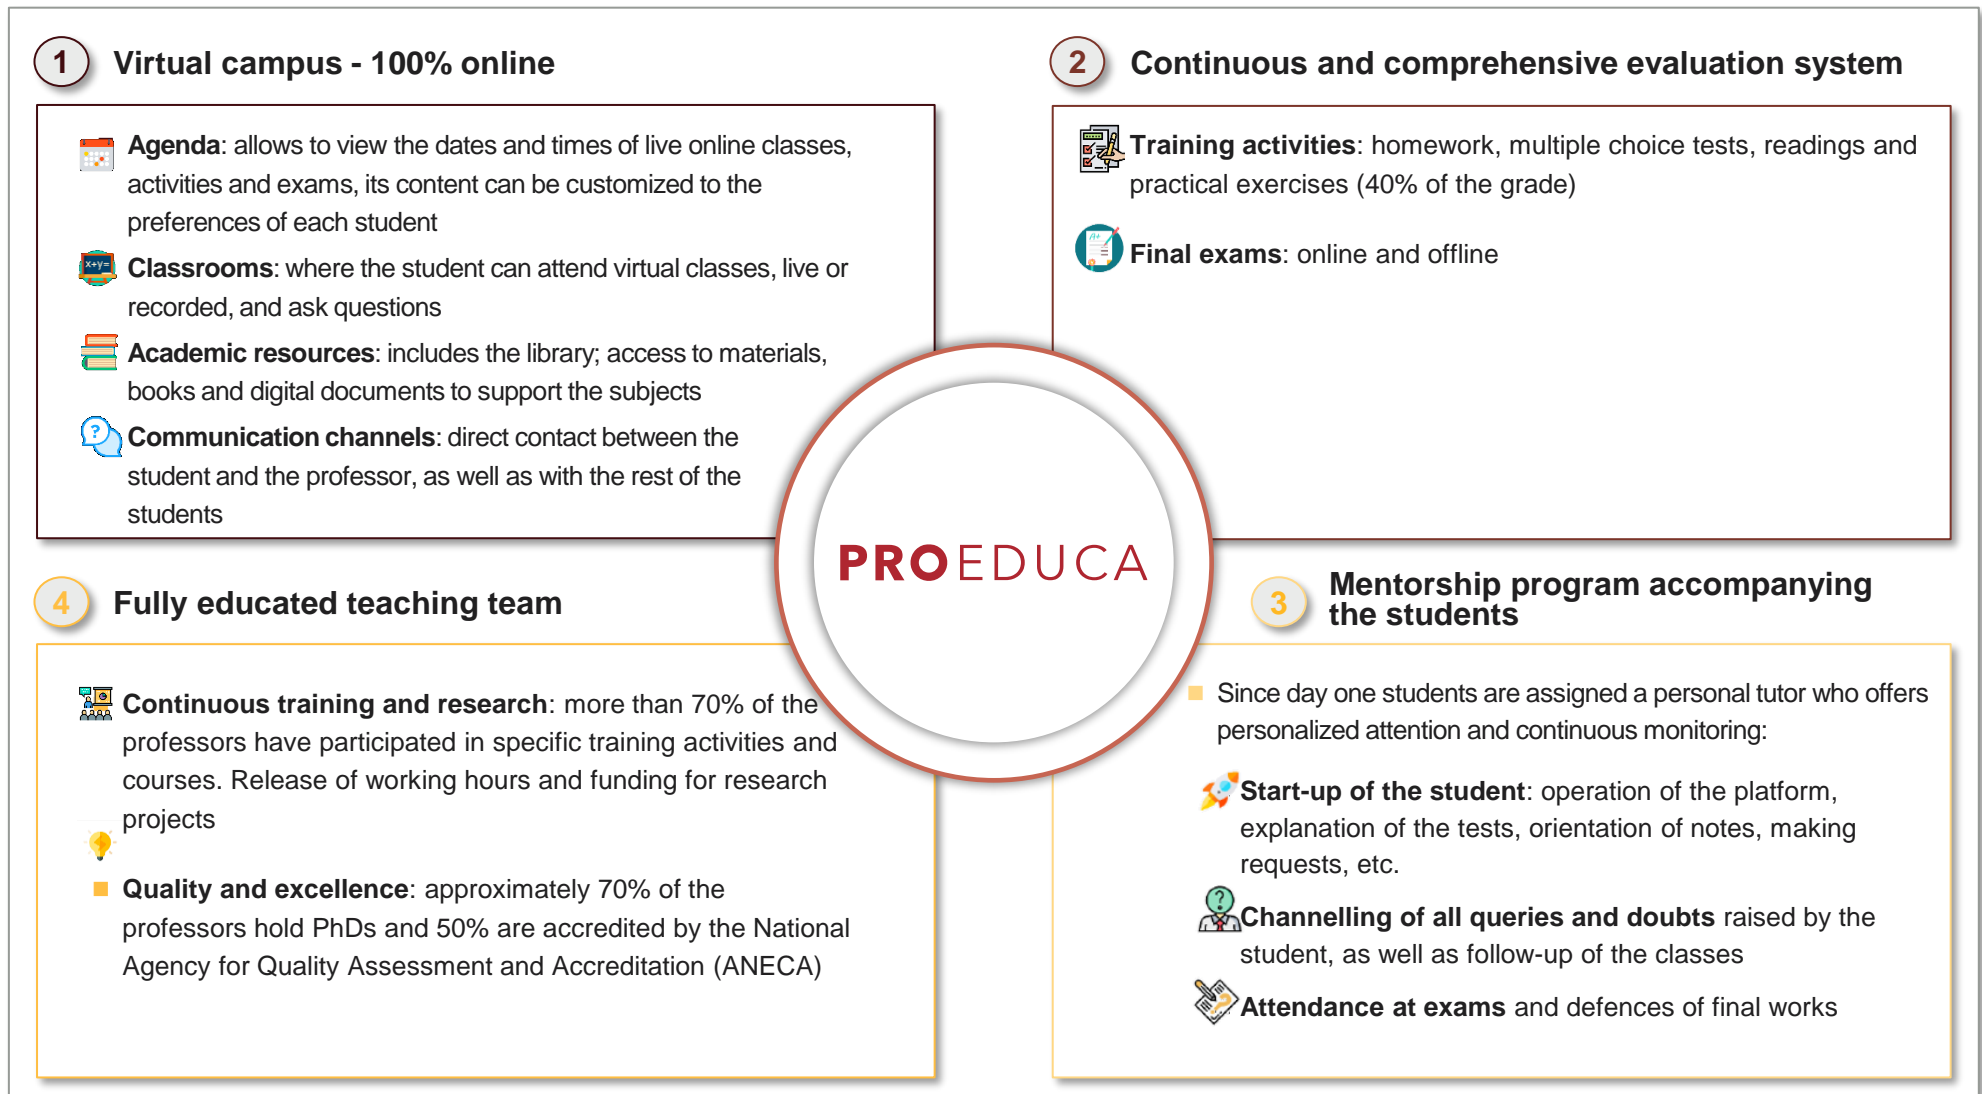 1 Virtual campus - 100% online
Agenda: allows to view the dates and times of live online classes,
activities and exams, its content can be customized to the
preferences of each student
x+y=
Classrooms: where the student can attend virtual classes, live or
recorded, and ask questions
Academic resources: includes the library; access to materials,
books and digital documents to support the subjects
?
Communication channels: direct contact between the
student and the professor, as well as with the rest of the
students
2 Continuous and comprehensive evaluation system
Training activities: homework, multiple choice tests, readings and
practical exercises (40% of the grade)
A+
Final exams: online and offline
PROEDUCA
4 Fully educated teaching team
Continuous training and research: more than 70% of the
professors have participated in specific training activities and
courses. Release of working hours and funding for research
projects
Quality and excellence: approximately 70% of the
professors hold PhDs and 50% are accredited by the National
Agency for Quality Assessment and Accreditation (ANECA)
3 Mentorship program accompanying
the students
Since day one students are assigned a personal tutor who offers
personalized attention and continuous monitoring:
Start-up of the student: operation of the platform,
explanation of the tests, orientation of notes, making
requests, etc.
?
Channelling of all queries and doubts raised by the
student, as well as follow-up of the classes
?
Attendance at exams and defences of final works